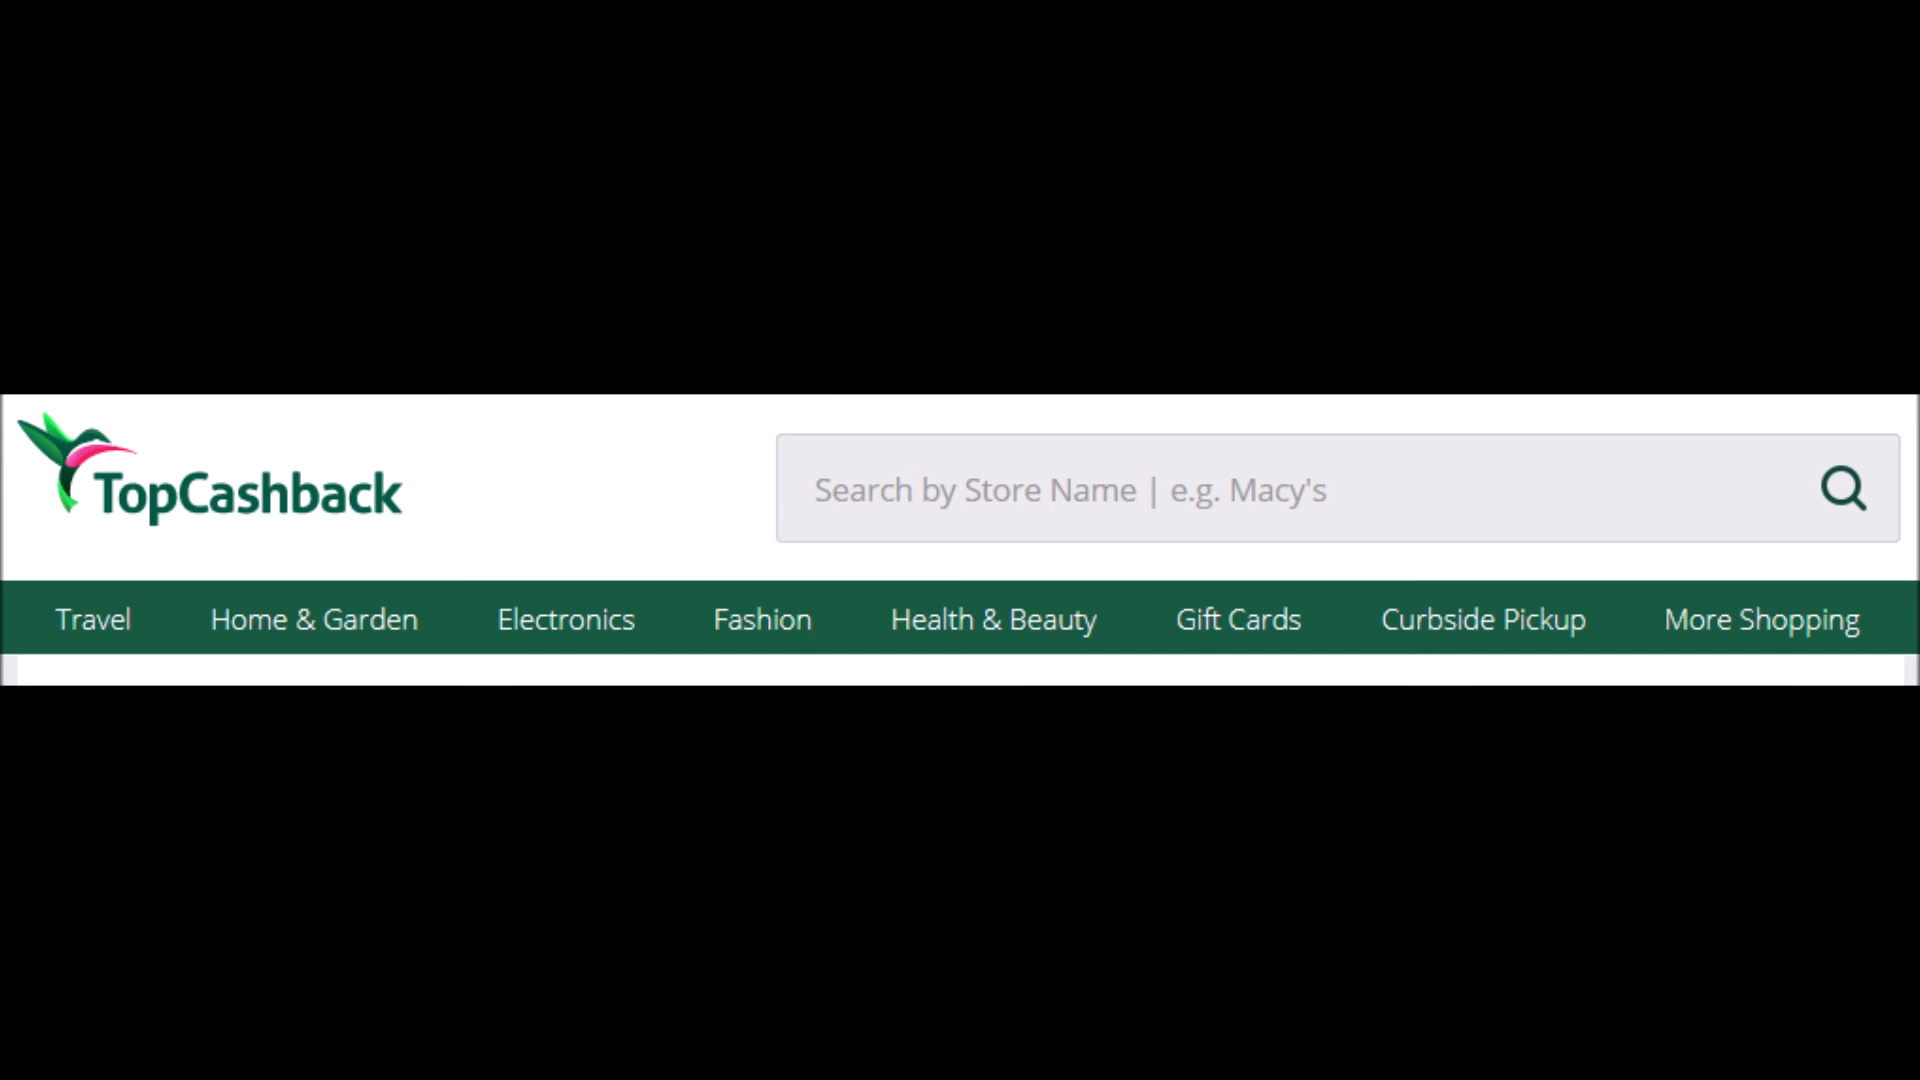 TopCashback
Search by Store Name | e.g. Macy's
Travel Home & Garden Electronics Fashion Health & Beauty Gift Cards Curbside Pickup More Shopping